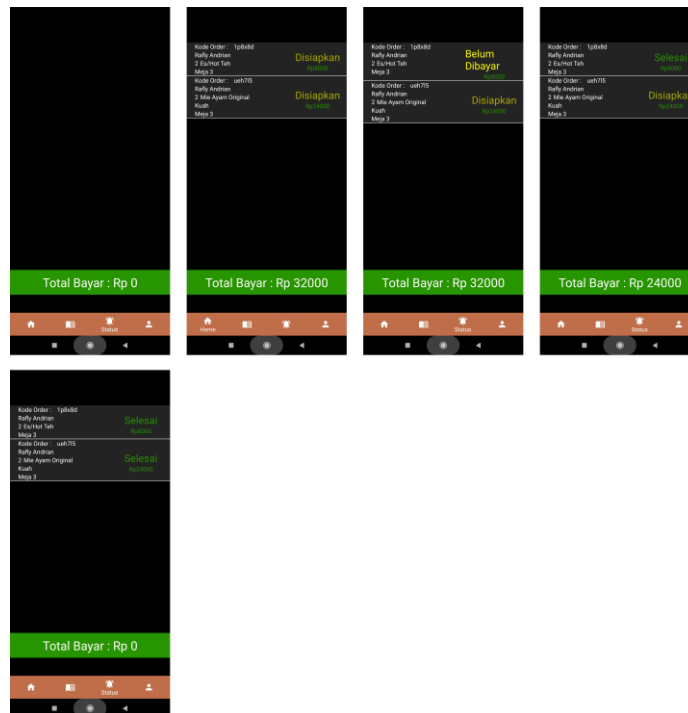 Total Bayar : Rp 0
Status
Kode Order : 1p8x8d
Rafly Andrian
2 Es/Hot Teh
Meja 3
Disiapkan
Rp8000
Kode Order : ueh7l5
Rafly Andrian
2 Mie Ayam Original
Kuah
Meja 3
Disiapkan
Rp24000
Total Bayar : Rp 32000
Home
Kode Order : 1p8x8d
Rafly Andrian
2 Es/Hot Teh
Meja 3
Belum
Dibayar
Rp8000
Kode Order : ueh7l5
Rafly Andrian
2 Mie Ayam Original
Kuah
Meja 3
Disiapkan
Rp24000
Total Bayar : Rp 32000
Status
Kode Order : 1p8x8d
Rafly Andrian
2 Es/Hot Teh
Meja 3
Selesai
Rp8000
Kode Order : ueh7l5
Rafly Andrian
2 Mie Ayam Original
Kuah
Meja 3
Disiapkan
Rp24000
Total Bayar : Rp 24000
Status
Kode Order : 1p8x8d
Rafly Andrian
2 Es/Hot Teh
Meja 3
Selesai
Rp8000
Kode Order : ueh7l5
Rafly Andrian
2 Mie Ayam Original
Kuah
Meja 3
Selesai
Rp24000
Total Bayar : Rp 0
Status